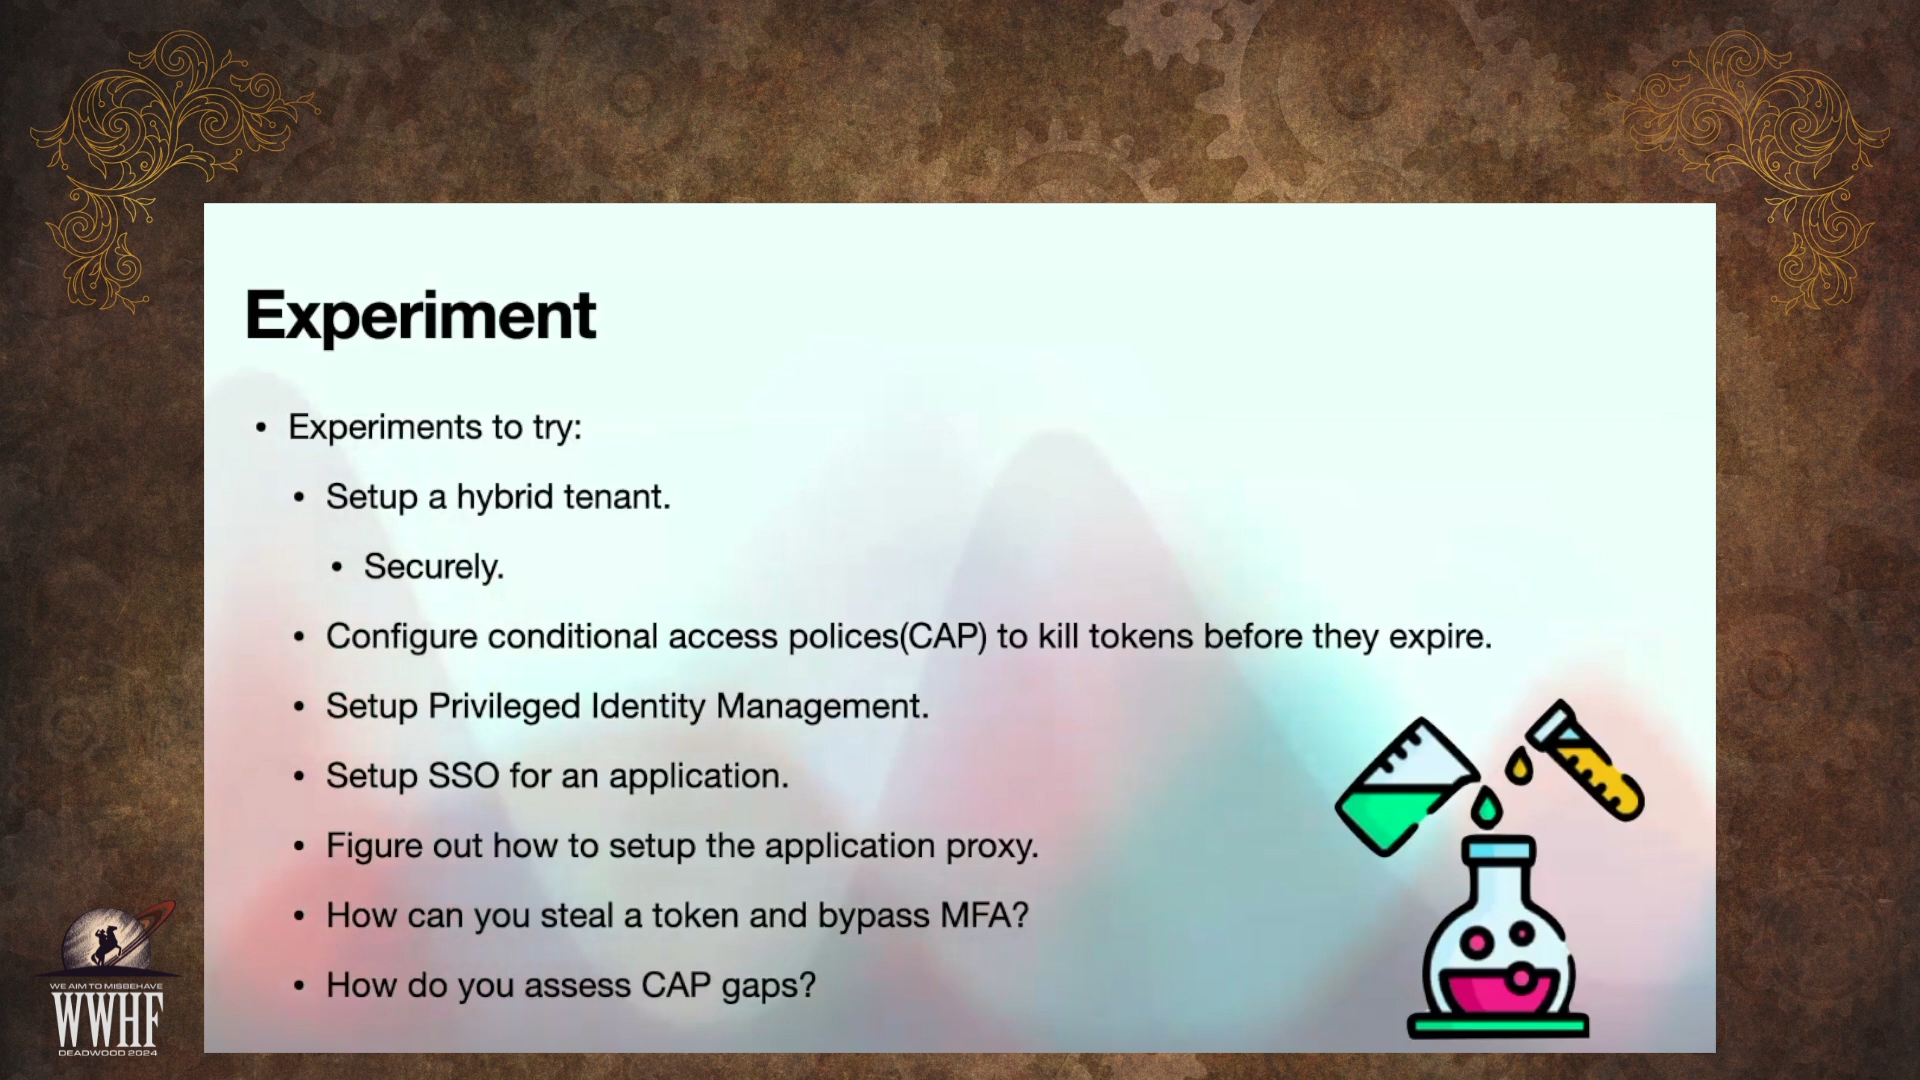 Experiment
• Experiments to try:
• Setup a hybrid tenant.
• Securely.
• Configure conditional access polices(CAP) to kill tokens before they expire.
• Setup Privileged Identity Management.
• Setup SSO for an application.
• Figure out how to setup the application proxy.
• How can you steal a token and bypass MFA?
• How do you assess CAP gaps?
WE AIM TO MISBEHAVE
WWHF
DEADWOOD 2024